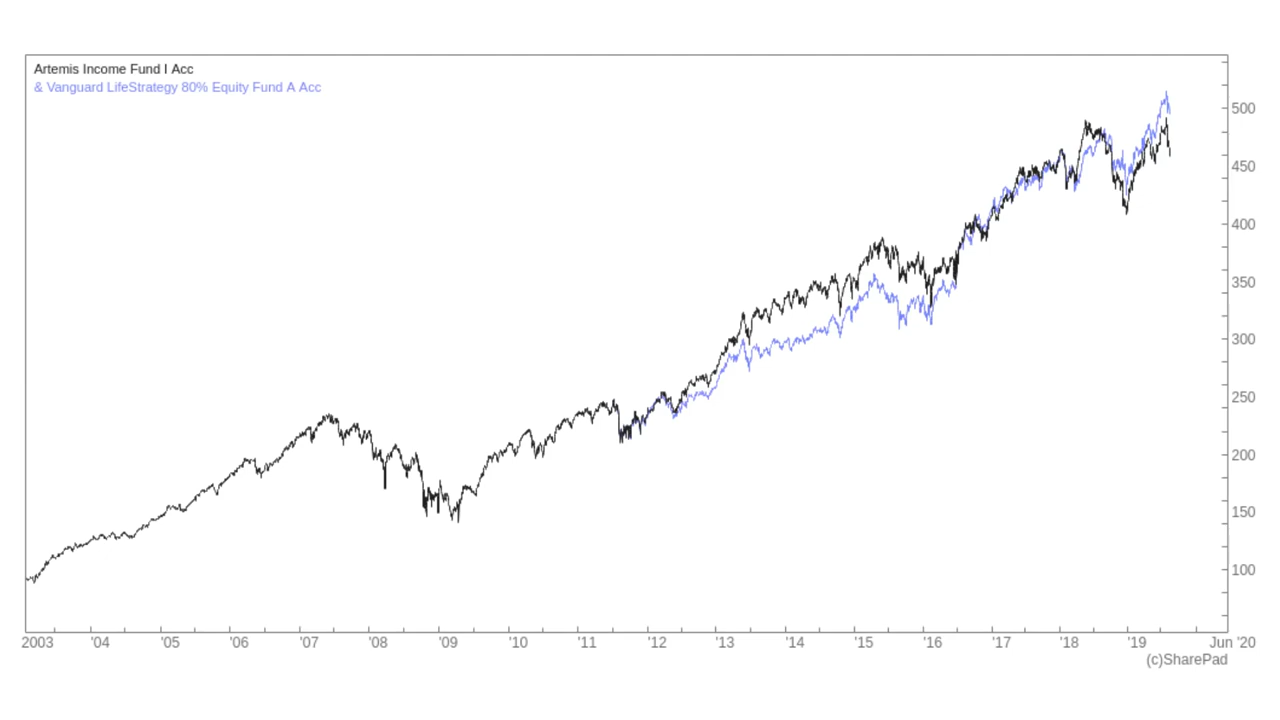 Artemis Income Fund I Acc
& Vanguard LifeStrategy 80% Equity Fund A Acc
500
450
400
350
300
250
200
150
100
2003 '04 '05 '06 '07 '08 '09 '10 '11 '12 '13 '14 '15 '16 '17 '18 '19 Jun '20
(c)SharePad